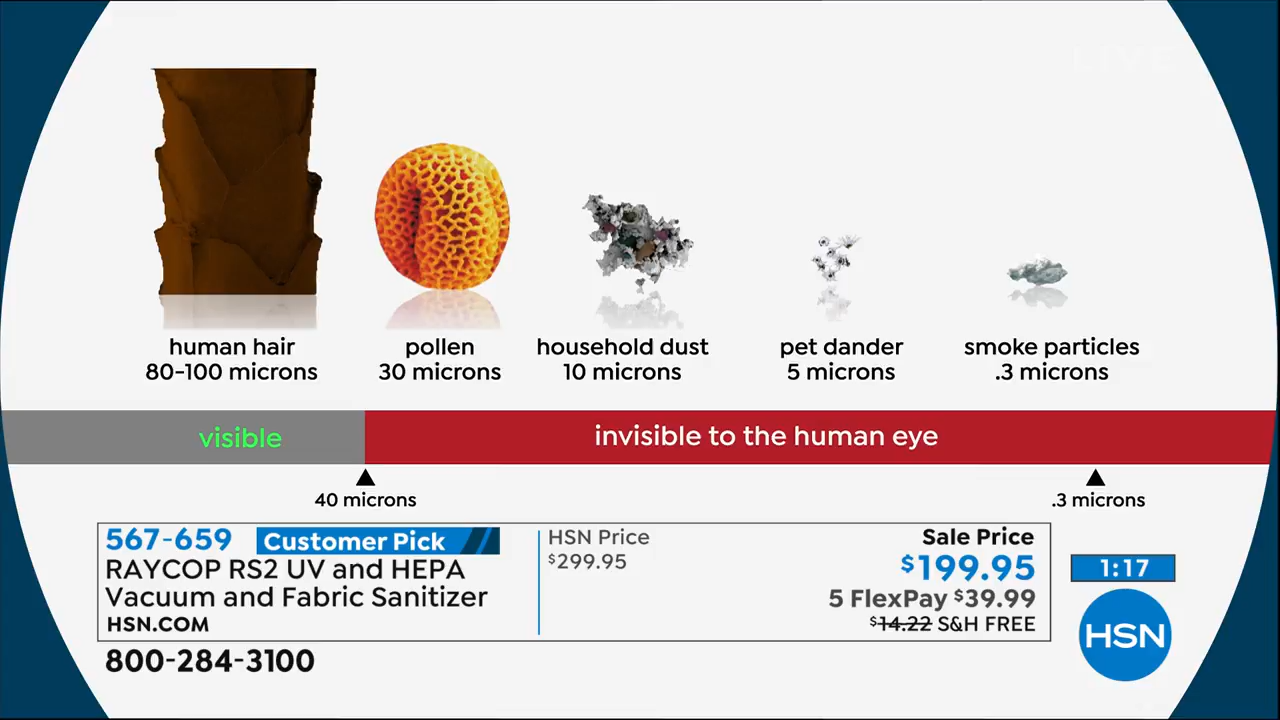 LIVE
human hair
80-100 microns
pollen
30 microns
household dust
10 microns
pet dander
5 microns
smoke particles
.3 microns
visible
invisible to the human eye
40 microns
.3 microns
567-659 Customer Pick
RAYCOP RS2 UV and HEPA
Vacuum and Fabric Sanitizer
HSN.COM
HSN Price
$299.95
Sale Price
$199.95
5 FlexPay $39.99
$14.22 S&H FREE
1:17
HSN
800-284-3100